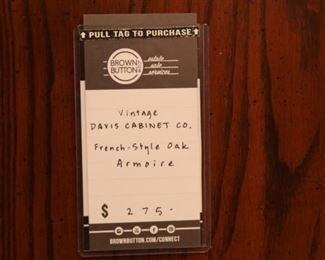 PULL TAG TO PURCHASE
BROWN
BUTTON
estate
sale
services
Vintage
DAVIS CABINET CO.
French-Style Oak
Armoire
$ 275.
BROWNBUTTON.COM/CONNECT